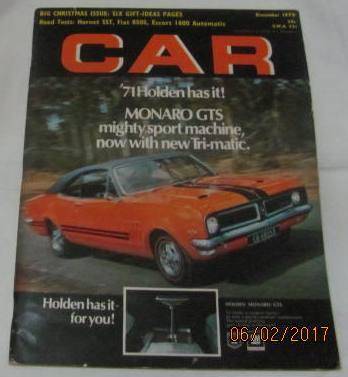 BIG CHRISTMAS ISSUE: SIX GIFT-IDEAS PAGES
December 1970
Road Tests: Hornet SST, Fiat 850S, Escort 1600 Automatic
CAR
'71 Holden has it!
MONARO GTS
mighty sport machine,
now with new Tri-matic.
Holden has it-
for you!
HOLDEN MONARO GTS
06/02/2017